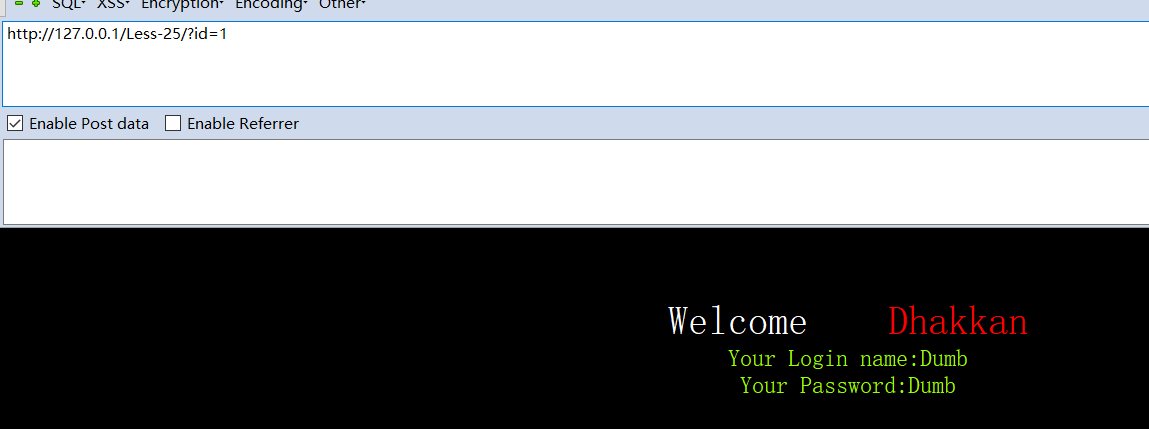 SQL▾ XSS▾ Encryption▾ Encoding▾ Other▾
http://127.0.0.1/Less-25/?id=1
Enable Post data Enable Referrer
Welcome Dhakkan
Your Login name:Dumb
Your Password:Dumb